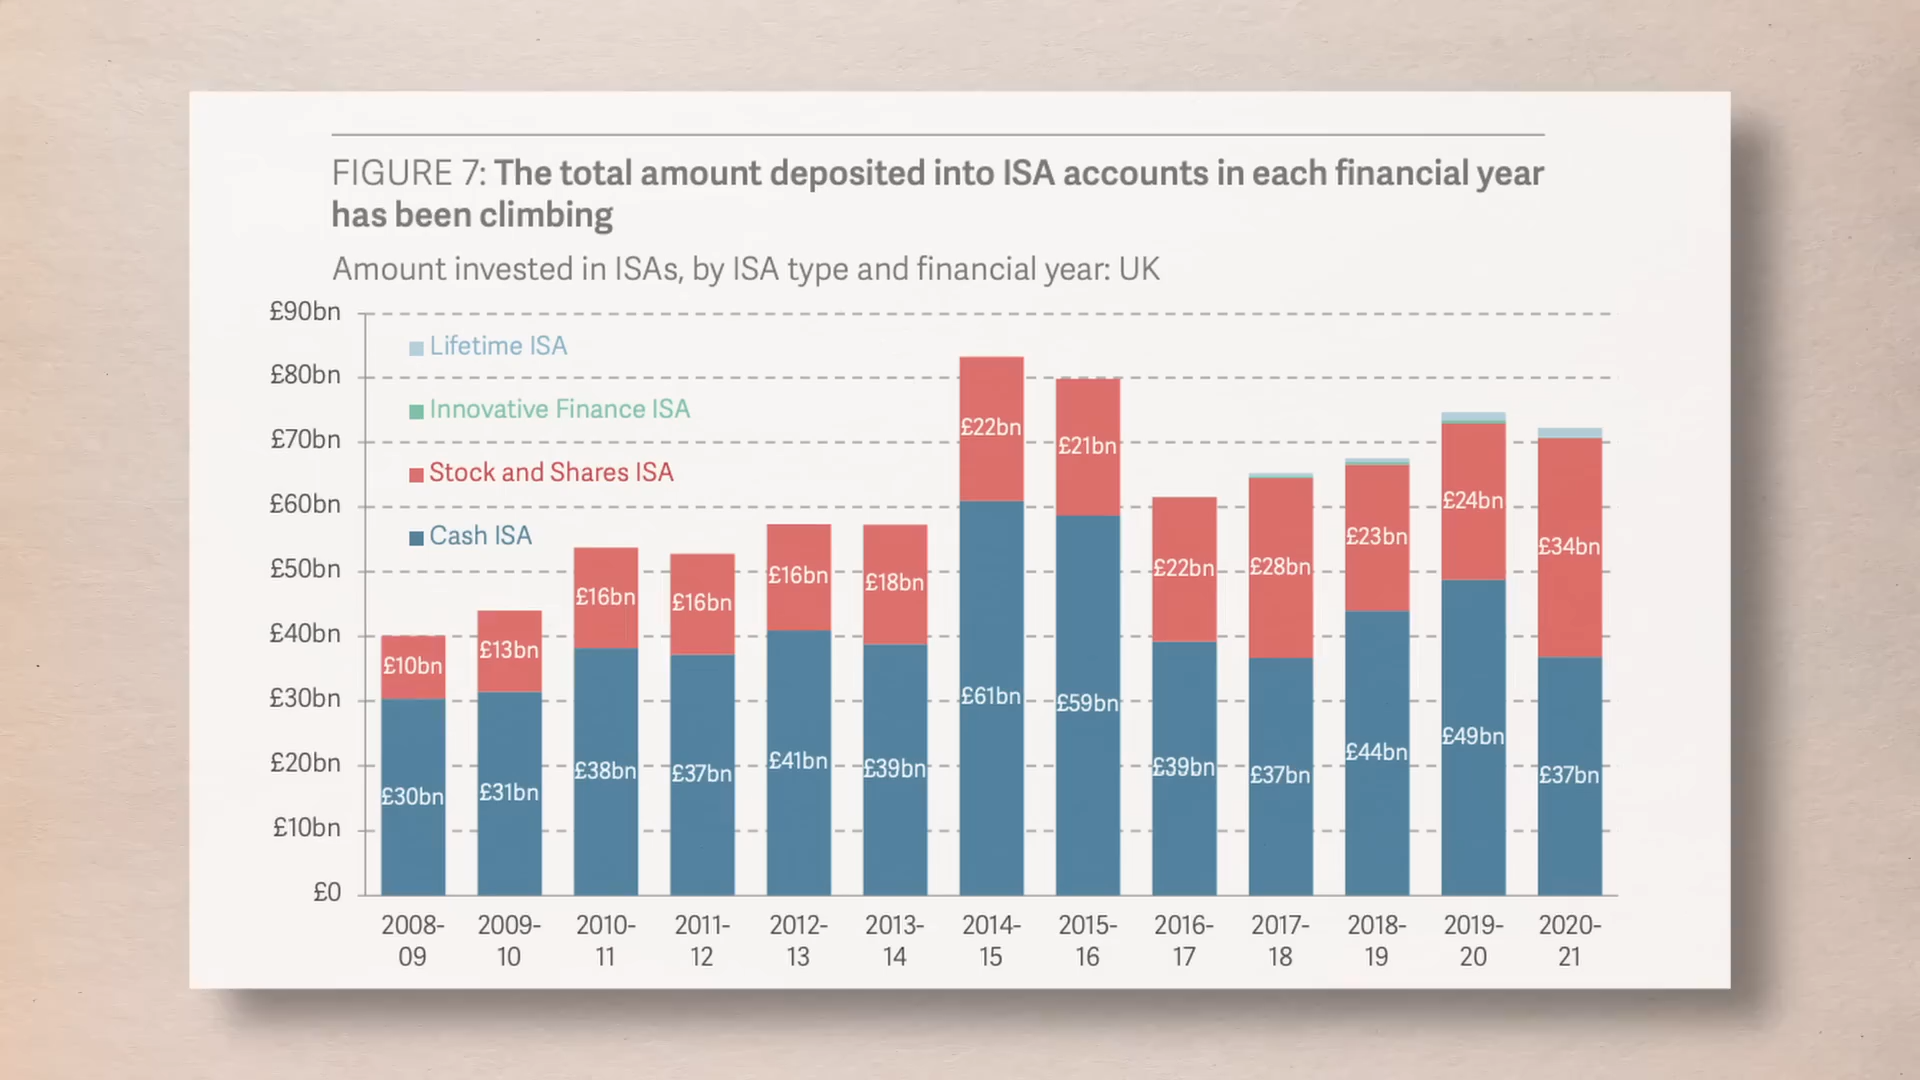 FIGURE 7: The total amount deposited into ISA accounts in each financial year
has been climbing
Amount invested in ISAs, by ISA type and financial year: UK
£90bn
£80bn
£70bn
£60bn
£50bn
£40bn
£30bn
£20bn
£10bn
£0
Lifetime ISA
Innovative Finance ISA
Stock and Shares ISA
Cash ISA
£10bn
£13bn
£16bn
£16bn
£16bn
£18bn
£22bn
£21bn
£22bn
£28bn
£23bn
£24bn
£34bn
£30bn
£31bn
£38bn
£37bn
£41bn
£39bn
£61bn
£59bn
£39bn
£37bn
£44bn
£49bn
£37bn
2008-
09
2009-
10
2010-
11
2011-
12
2012-
13
2013-
14
2014-
15
2015-
16
2016-
17
2017-
18
2018-
19
2019-
20
2020-
21